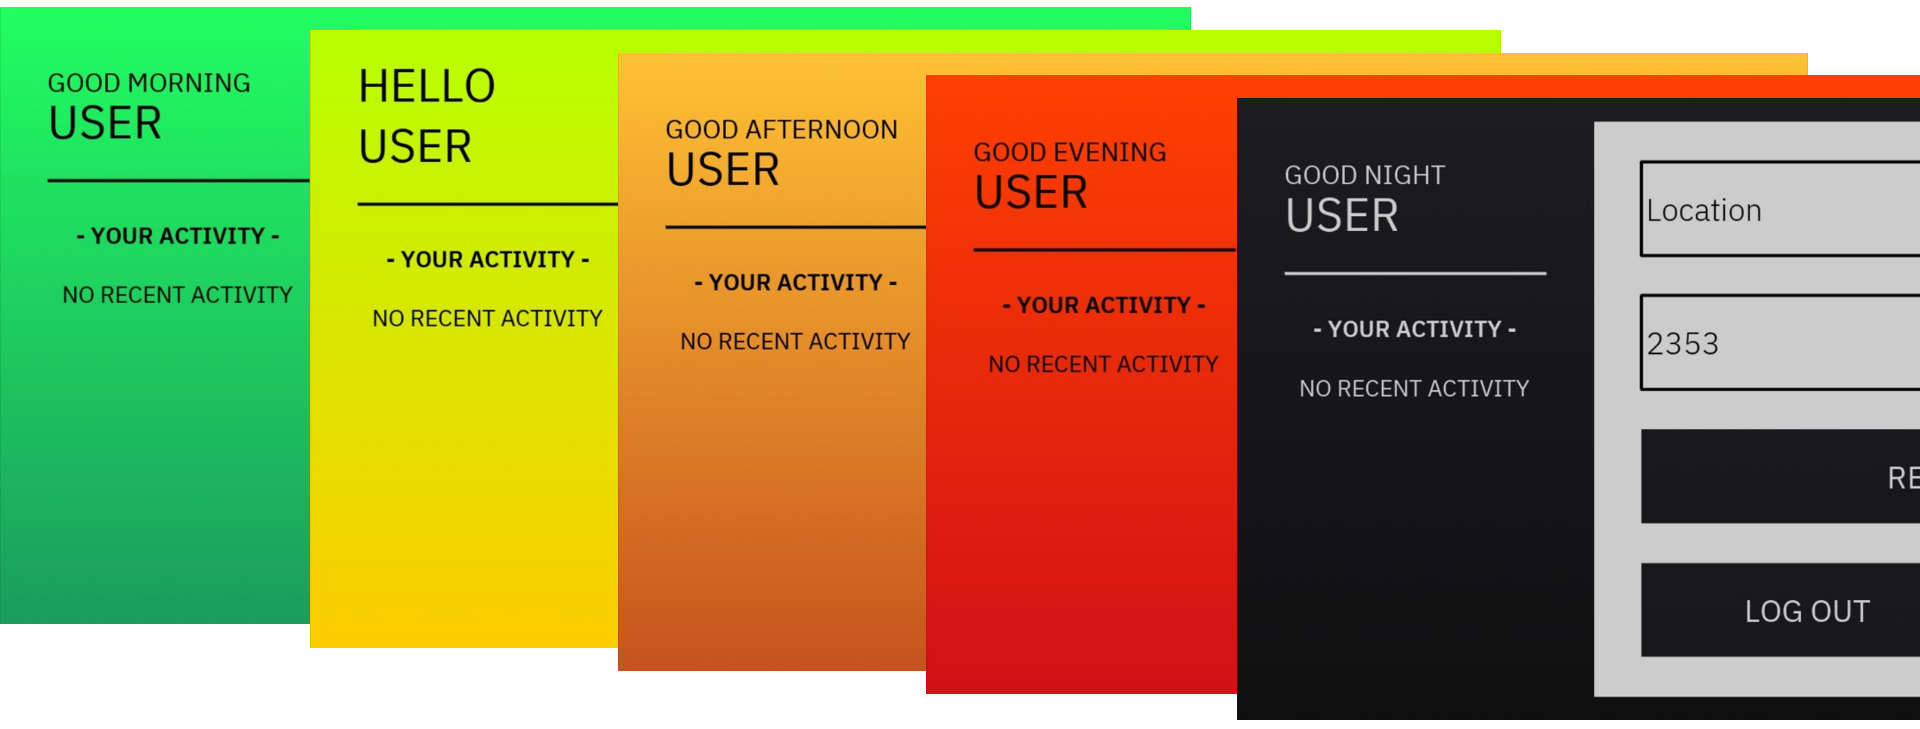 GOOD MORNING
USER
- YOUR ACTIVITY -
NO RECENT ACTIVITY
HELLO
USER
- YOUR ACTIVITY -
NO RECENT ACTIVITY
GOOD AFTERNOON
USER
- YOUR ACTIVITY -
NO RECENT ACTIVITY
GOOD EVENING
USER
- YOUR ACTIVITY -
NO RECENT ACTIVITY
GOOD NIGHT
USER
- YOUR ACTIVITY -
NO RECENT ACTIVITY
Location
2353
RE
LOG OUT